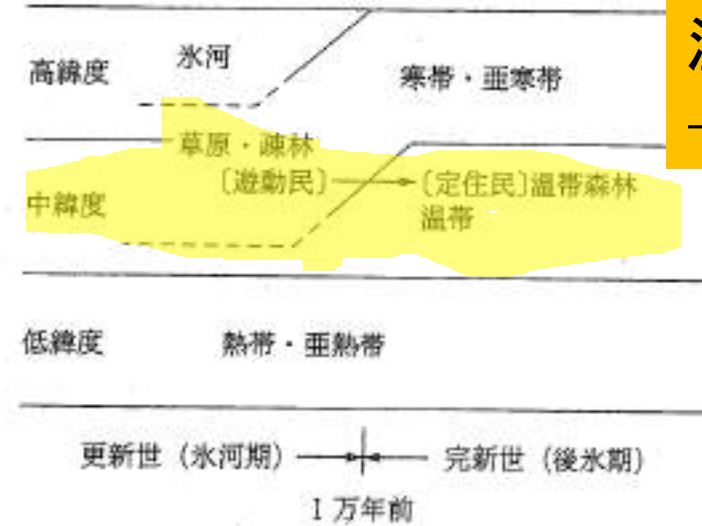 高緯度
氷河
寒帯・亜寒帯
草原・疎林
〔遊動民〕
〔定住民〕温帯森林
中緯度
温帯
低緯度
熱帯・亜熱帯
更新世（氷河期）
完新世（後氷期）
1万年前